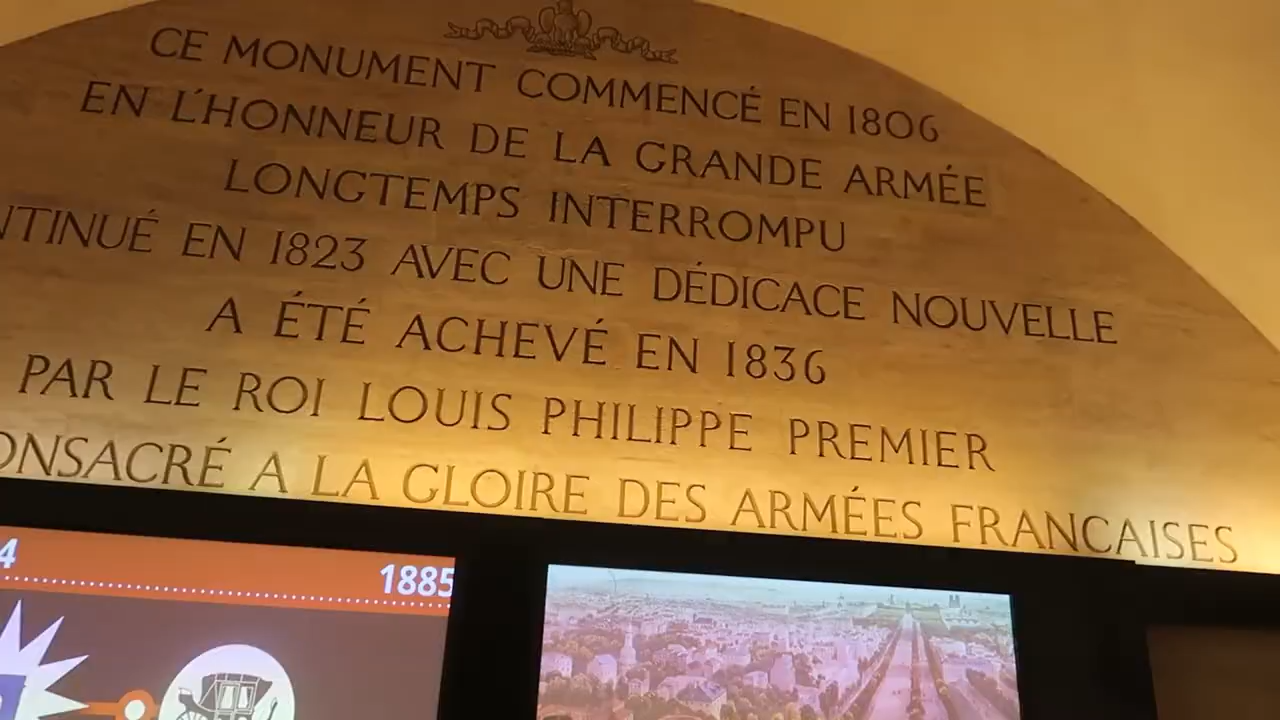 CE MONUMENT COMMENCÉ EN 1806
EN L'HONNEUR DE LA GRANDE ARMÉE
LONGTEMPS INTERROMPU
NTINUÉ EN 1823 AVEC UNE DÉDICACE NOUVELLE
A ÉTÉ ACHEVÉ EN 1836
PAR LE ROI LOUIS PHILIPPE PREMIER
ONSACRÉ A LA GLOIRE DES ARMÉES FRANCAISES
4 1885